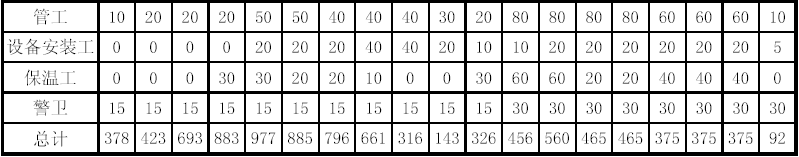 管工 10 20 20 20 50 50 40 40 40 30 20 80 80 80 80 60 60 60 10
设备安装工 0 0 0 0 20 20 20 40 40 20 10 10 20 20 20 20 20 20 5
保温工 0 0 0 30 30 20 20 10 0 0 30 60 60 20 20 40 40 40 0
警卫 15 15 15 15 15 15 15 15 15 15 15 30 30 30 30 30 30 30 30
总计 378 423 693 883 977 885 796 661 316 143 326 456 560 465 465 375 375 375 92